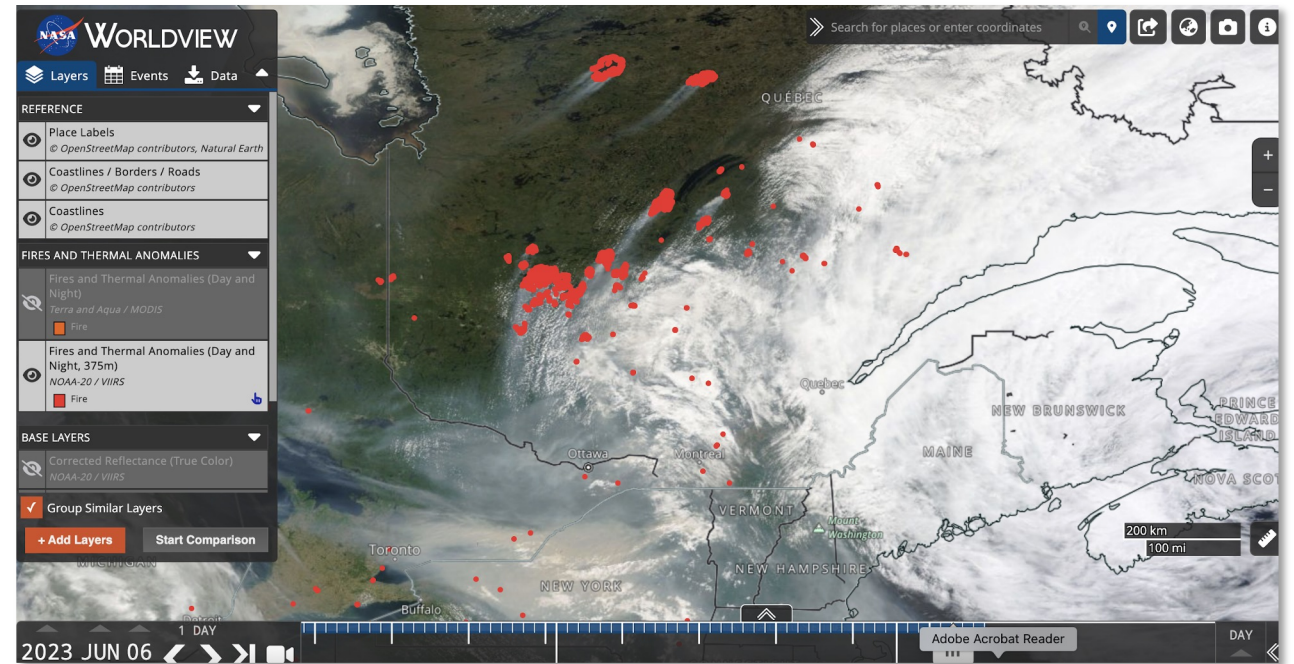 NASA WORLDVIEW
Layers Events Data
REFERENCE
Place Labels
© OpenStreetMap contributors, Natural Earth
Coastlines / Borders / Roads
© OpenStreetMap contributors
Coastlines
© OpenStreetMap contributors
FIRES AND THERMAL ANOMALIES
Fires and Thermal Anomalies (Day and
Night)
Terra and Aqua / MODIS
Fire
Fires and Thermal Anomalies (Day and
Night, 375m)
NOAA-20 / VIIRS
Fire
BASE LAYERS
Corrected Reflectance (True Color)
NOAA-20 / VIIRS
Group Similar Layers
+ Add Layers Start Comparison
Search for places or enter coordinates
QUÉBEC
Quebec
NEW BRUNSWICK
PRINCE
EDWARD
ISLAND
MAINE
NOVA SCOT
Ottawa
Montreal
VERMONT
Mount
Washington
200 km
100 mi
Toronto
MICHIGAN
NEW YORK
NEW HAMPSHIRE
Buffalo
Detroit
1 DAY
2023 JUN 06
Adobe Acrobat Reader
DAY